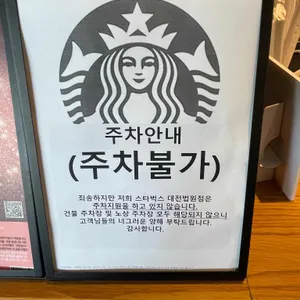 주차안내
(주차불가)
죄송하지만 저희 스타벅스 대전법원점은
주차지원을 하고 있지 않습니다.
건물 주차장 및 노상 주차장 모두 해당되지 않으니
고객님들의 너그러운 양해 부탁드립니다.
감사합니다.